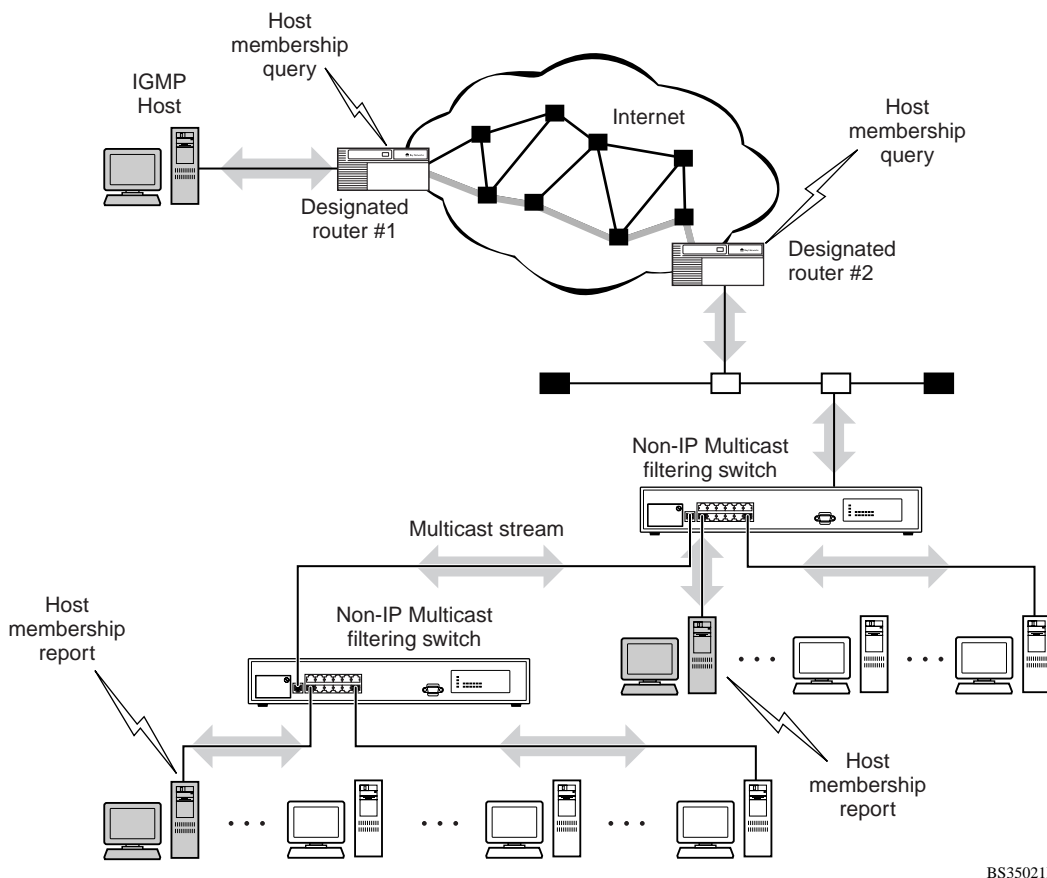 Host
membership
query
IGMP
Host
Internet
Host
membership
query
Designated
router #1
Designated
router #2
Non-IP Multicast
filtering switch
Multicast stream
Host
membership
report
Non-IP Multicast
filtering switch
Host
membership
report